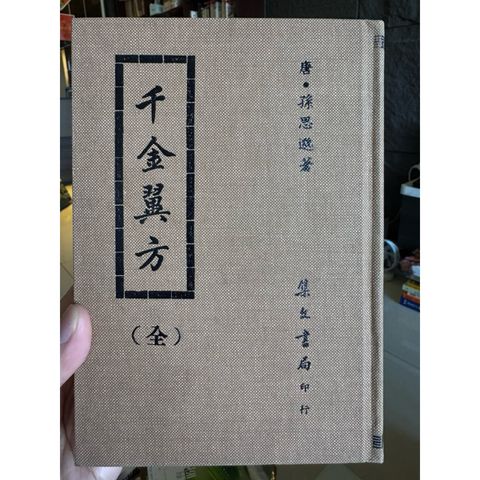 唐•孫思邈著
千金翼方
（全）
集文書局印行